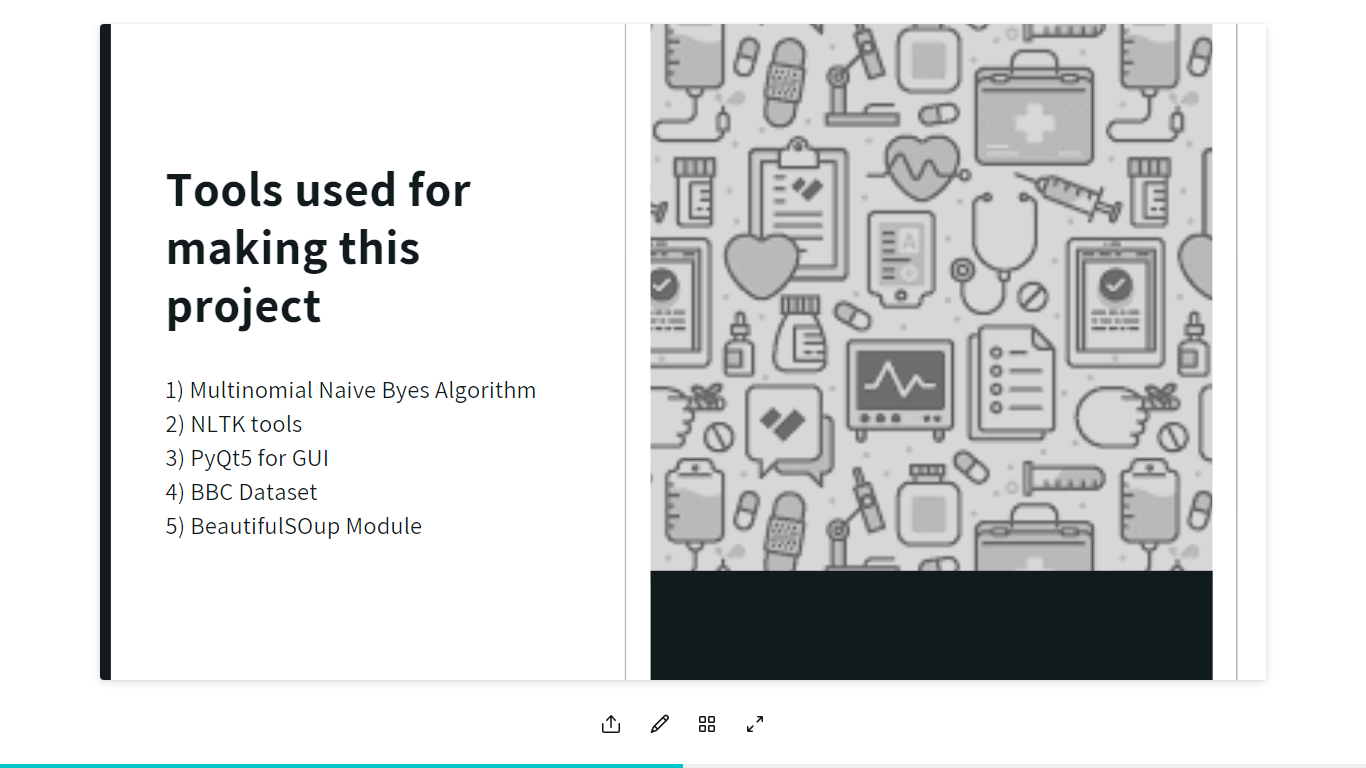 Tools used for
making this
project
1) Multinomial Naive Byes Algorithm
2) NLTK tools
3) PyQt5 for GUI
4) BBC Dataset
5) BeautifulSOup Module